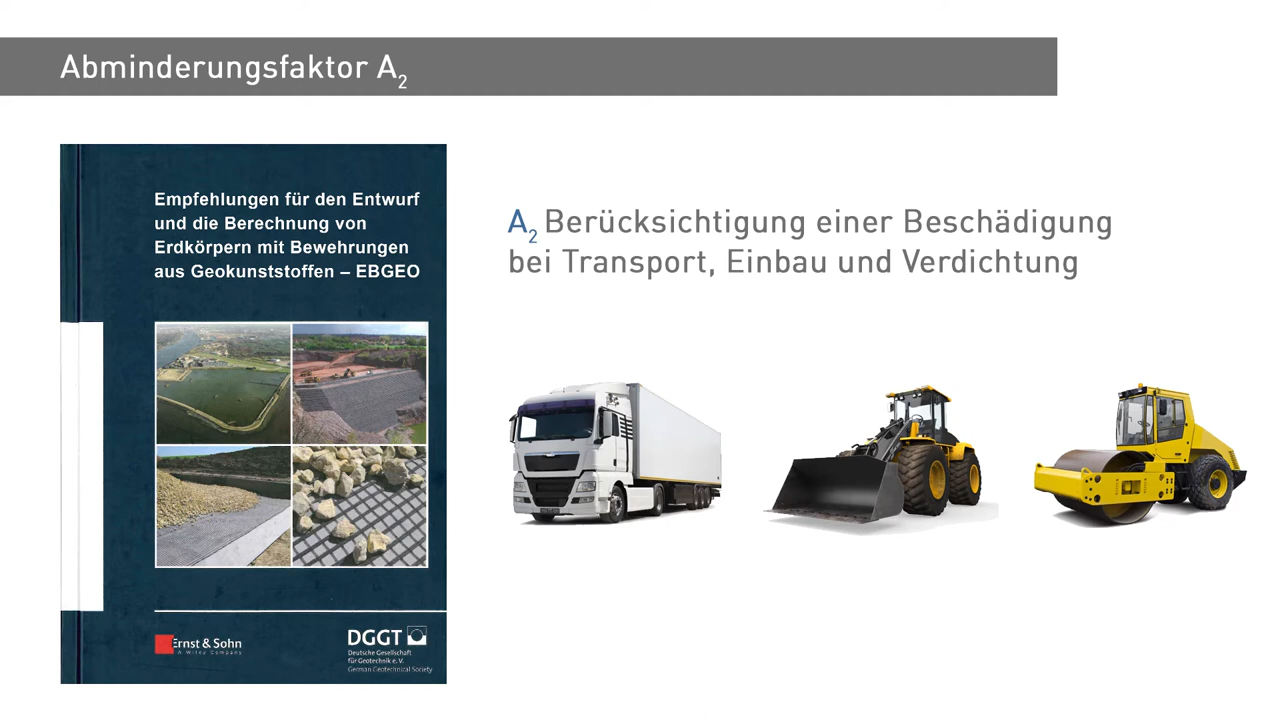 Abminderungsfaktor A₂
Empfehlungen für den Entwurf
und die Berechnung von
Erdkörpern mit Bewehrungen
aus Geokunststoffen – EBGEO
Ernst & Sohn
A Wiley Company
DGGT
Deutsche Gesellschaft
für Geotechnik e. V.
German Geotechnical Society
A₂ Berücksichtigung einer Beschädigung
bei Transport, Einbau und Verdichtung